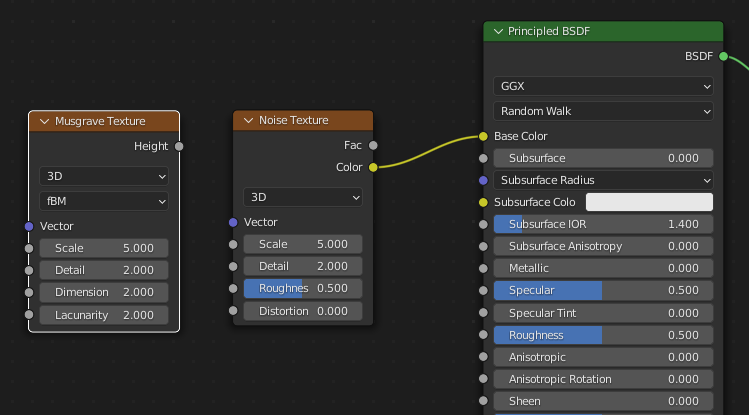 Musgrave Texture
Height
3D
fBM
Vector
Scale 5.000
Detail 2.000
Dimension 2.000
Lacunarity 2.000
Noise Texture
Fac
Color
3D
Vector
Scale 5.000
Detail 2.000
Roughnes 0.500
Distortion 0.000
Principled BSDF
BSDF
GGX
Random Walk
Base Color
Subsurface 0.000
Subsurface Radius
Subsurface Colo
Subsurface IOR 1.400
Subsurface Anisotropy 0.000
Metallic 0.000
Specular 0.500
Specular Tint 0.000
Roughness 0.500
Anisotropic 0.000
Anisotropic Rotation 0.000
Sheen 0.000